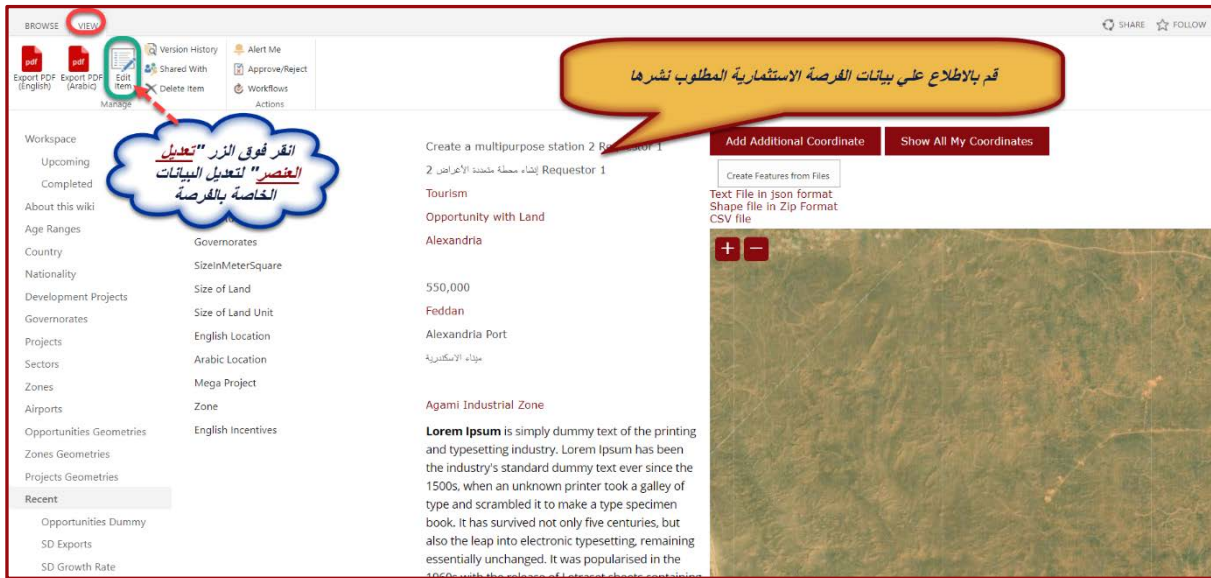 BROWSE VIEW
SHARE FOLLOW
pdf
Export PDF
(English)
pdf
Export PDF
(Arabic)
Edit
Item
Version History
Shared With
Delete Item
Manage
Alert Me
Approve/Reject
Workflows
Actions
قم بالاطلاع علي بيانات الفرصة الاستثمارية المطلوب نشرها
انقر فوق الزر "تعديل
العنصر" لتعديل البيانات
الخاصة بالفرصة
Workspace
Upcoming
Completed
About this wiki
Age Ranges
Country
Nationality
Development Projects
Governorates
Projects
Sectors
Zones
Airports
Opportunities Geometries
Zones Geometries
Projects Geometries
Recent
Opportunities Dummy
SD Exports
SD Growth Rate
Governorates
SizeInMeterSquare
Size of Land
Size of Land Unit
English Location
Arabic Location
Mega Project
Zone
English Incentives
Create a multipurpose station 2 Requestor 1
إنشاء محطة متعددة الأغراض 2 Requestor 1
Tourism
Opportunity with Land
Alexandria
550,000
Feddan
Alexandria Port
ميناء الاسكندرية
Agami Industrial Zone
Lorem Ipsum is simply dummy text of the printing
and typesetting industry. Lorem Ipsum has been
the industry's standard dummy text ever since the
1500s, when an unknown printer took a galley of
type and scrambled it to make a type specimen
book. It has survived not only five centuries, but
also the leap into electronic typesetting, remaining
essentially unchanged. It was popularised in the
1960s with the release of Letraset sheets containing
Add Additional Coordinate
Show All My Coordinates
Create Features from Files
Text File in json format
Shape file in Zip Format
CSV file
+ −